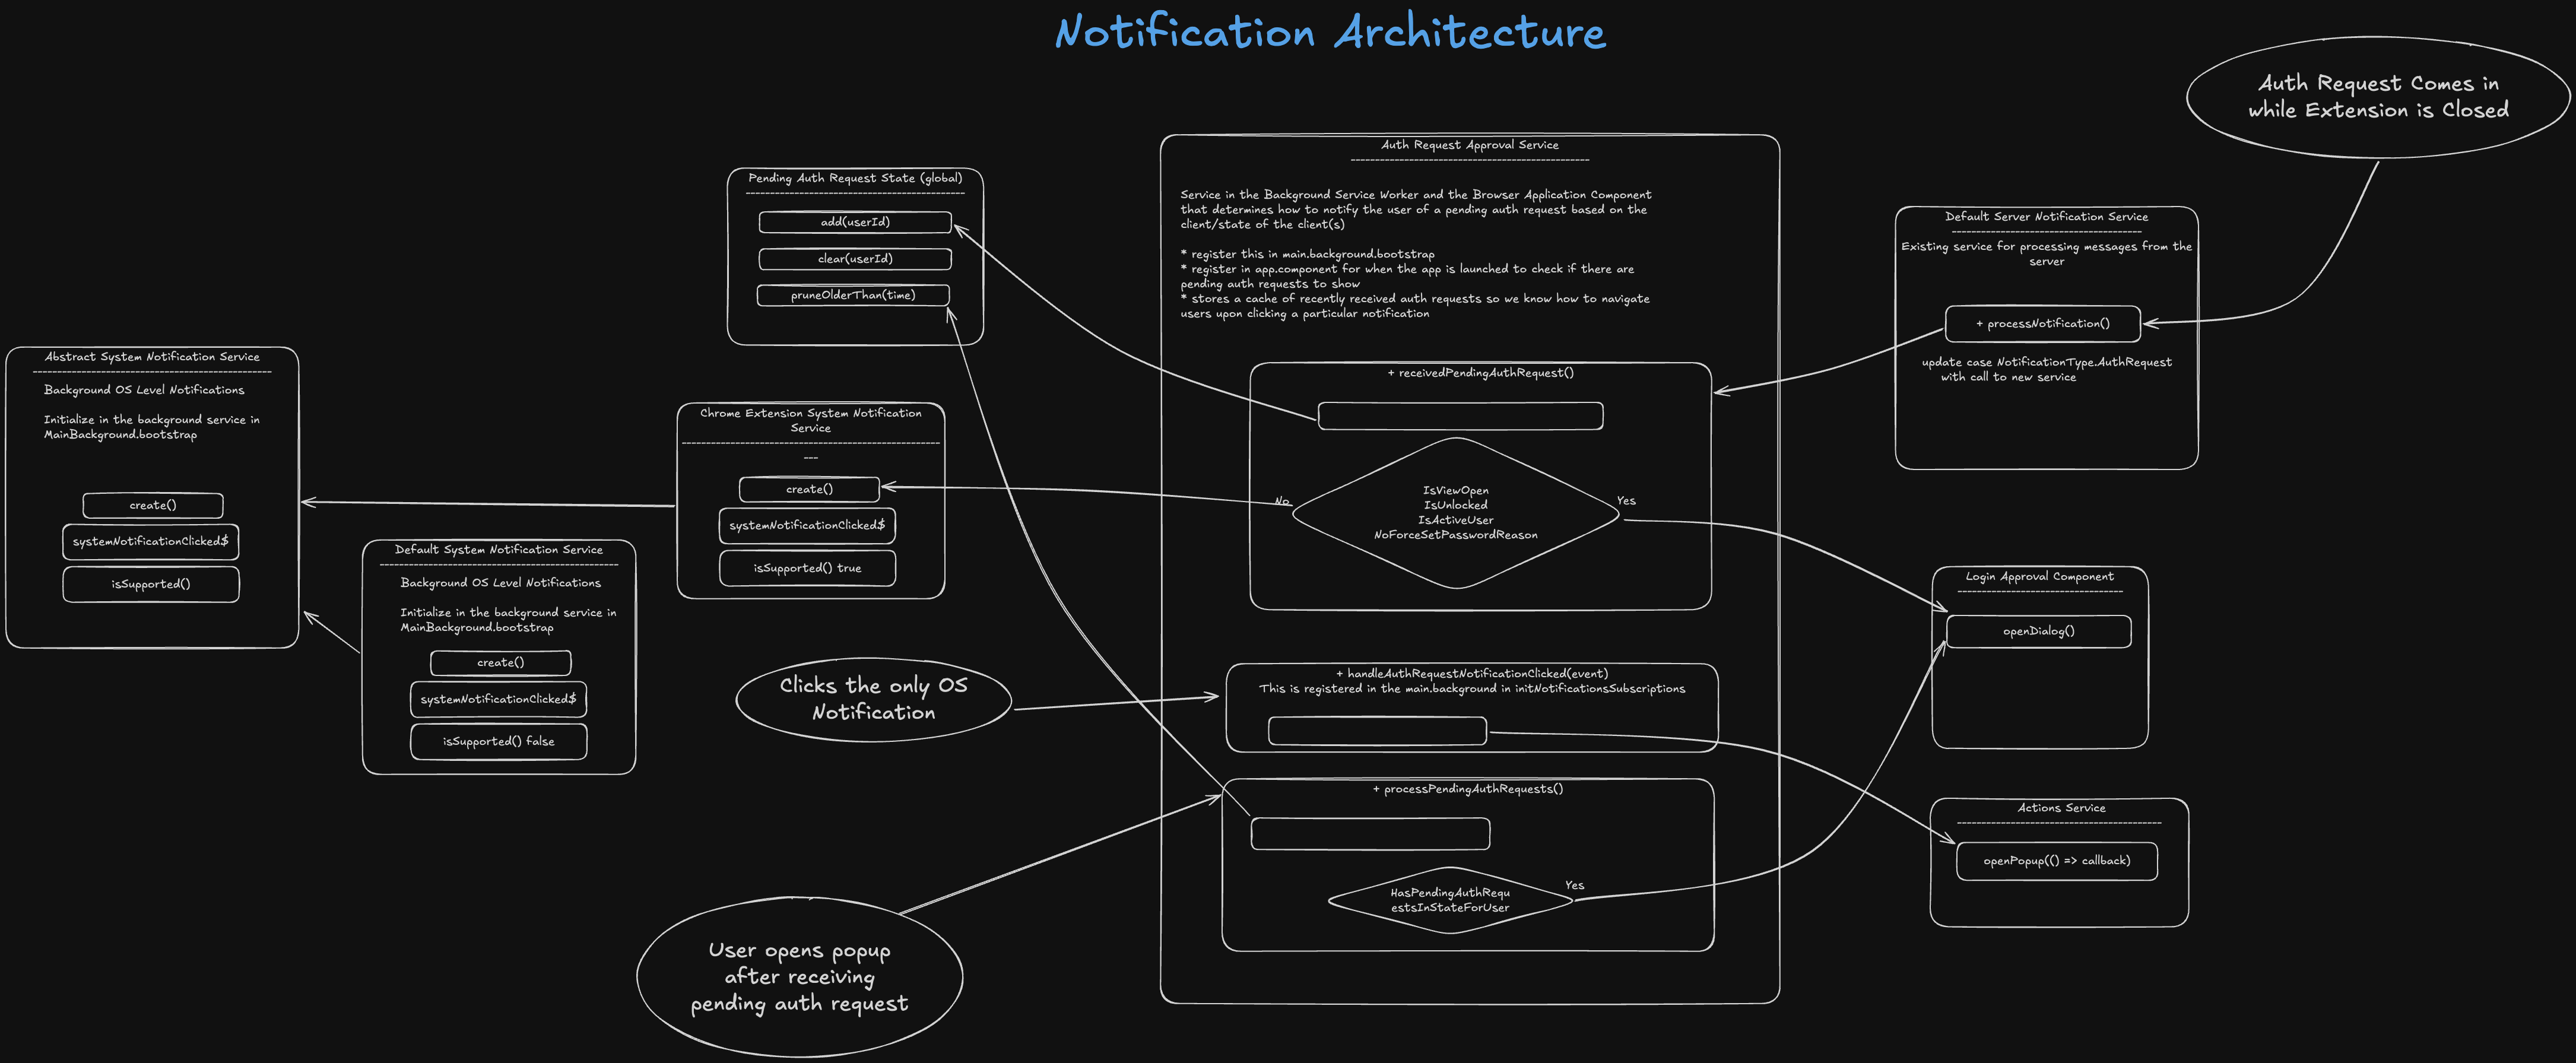 Notification Architecture
Auth Request Comes in
while Extension is Closed
Auth Request Approval Service
------------------------------------------------
Service in the Background Service Worker and the Browser Application Component
that determines how to notify the user of a pending auth request based on the
client/state of the client(s)
* register this in main.background.bootstrap
* register in app.component for when the app is launched to check if there are
pending auth requests to show
* stores a cache of recently received auth requests so we know how to navigate
users upon clicking a particular notification
Pending Auth Request State (global)
--------------------------------------------
add(userId)
clear(userId)
pruneOlderThan(time)
Default Server Notification Service
---------------------------------------
Existing service for processing messages from the
server
+ processNotification()
update case NotificationType.AuthRequest
with call to new service
Abstract System Notification Service
------------------------------------------------
Background OS Level Notifications
Initialize in the background service in
MainBackground.bootstrap
create()
systemNotificationClicked$
isSupported()
Chrome Extension System Notification
Service
----------------------------------------------------
---
create()
systemNotificationClicked$
isSupported() true
Default System Notification Service
------------------------------------------------
Background OS Level Notifications
Initialize in the background service in
MainBackground.bootstrap
create()
systemNotificationClicked$
isSupported() false
+ receivedPendingAuthRequest()
No
IsViewOpen
IsUnlocked
IsActiveUser
NoForceSetPasswordReason
Yes
Login Approval Component
----------------------------------
openDialog()
Clicks the only OS
Notification
+ handleAuthRequestNotificationClicked(event)
This is registered in the main.background in initNotificationsSubscriptions
+ processPendingAuthRequests()
HasPendingAuthRequ
estsInStateForUser
Yes
Actions Service
------------------------------------------
openPopup(() => callback)
User opens popup
after receiving
pending auth request